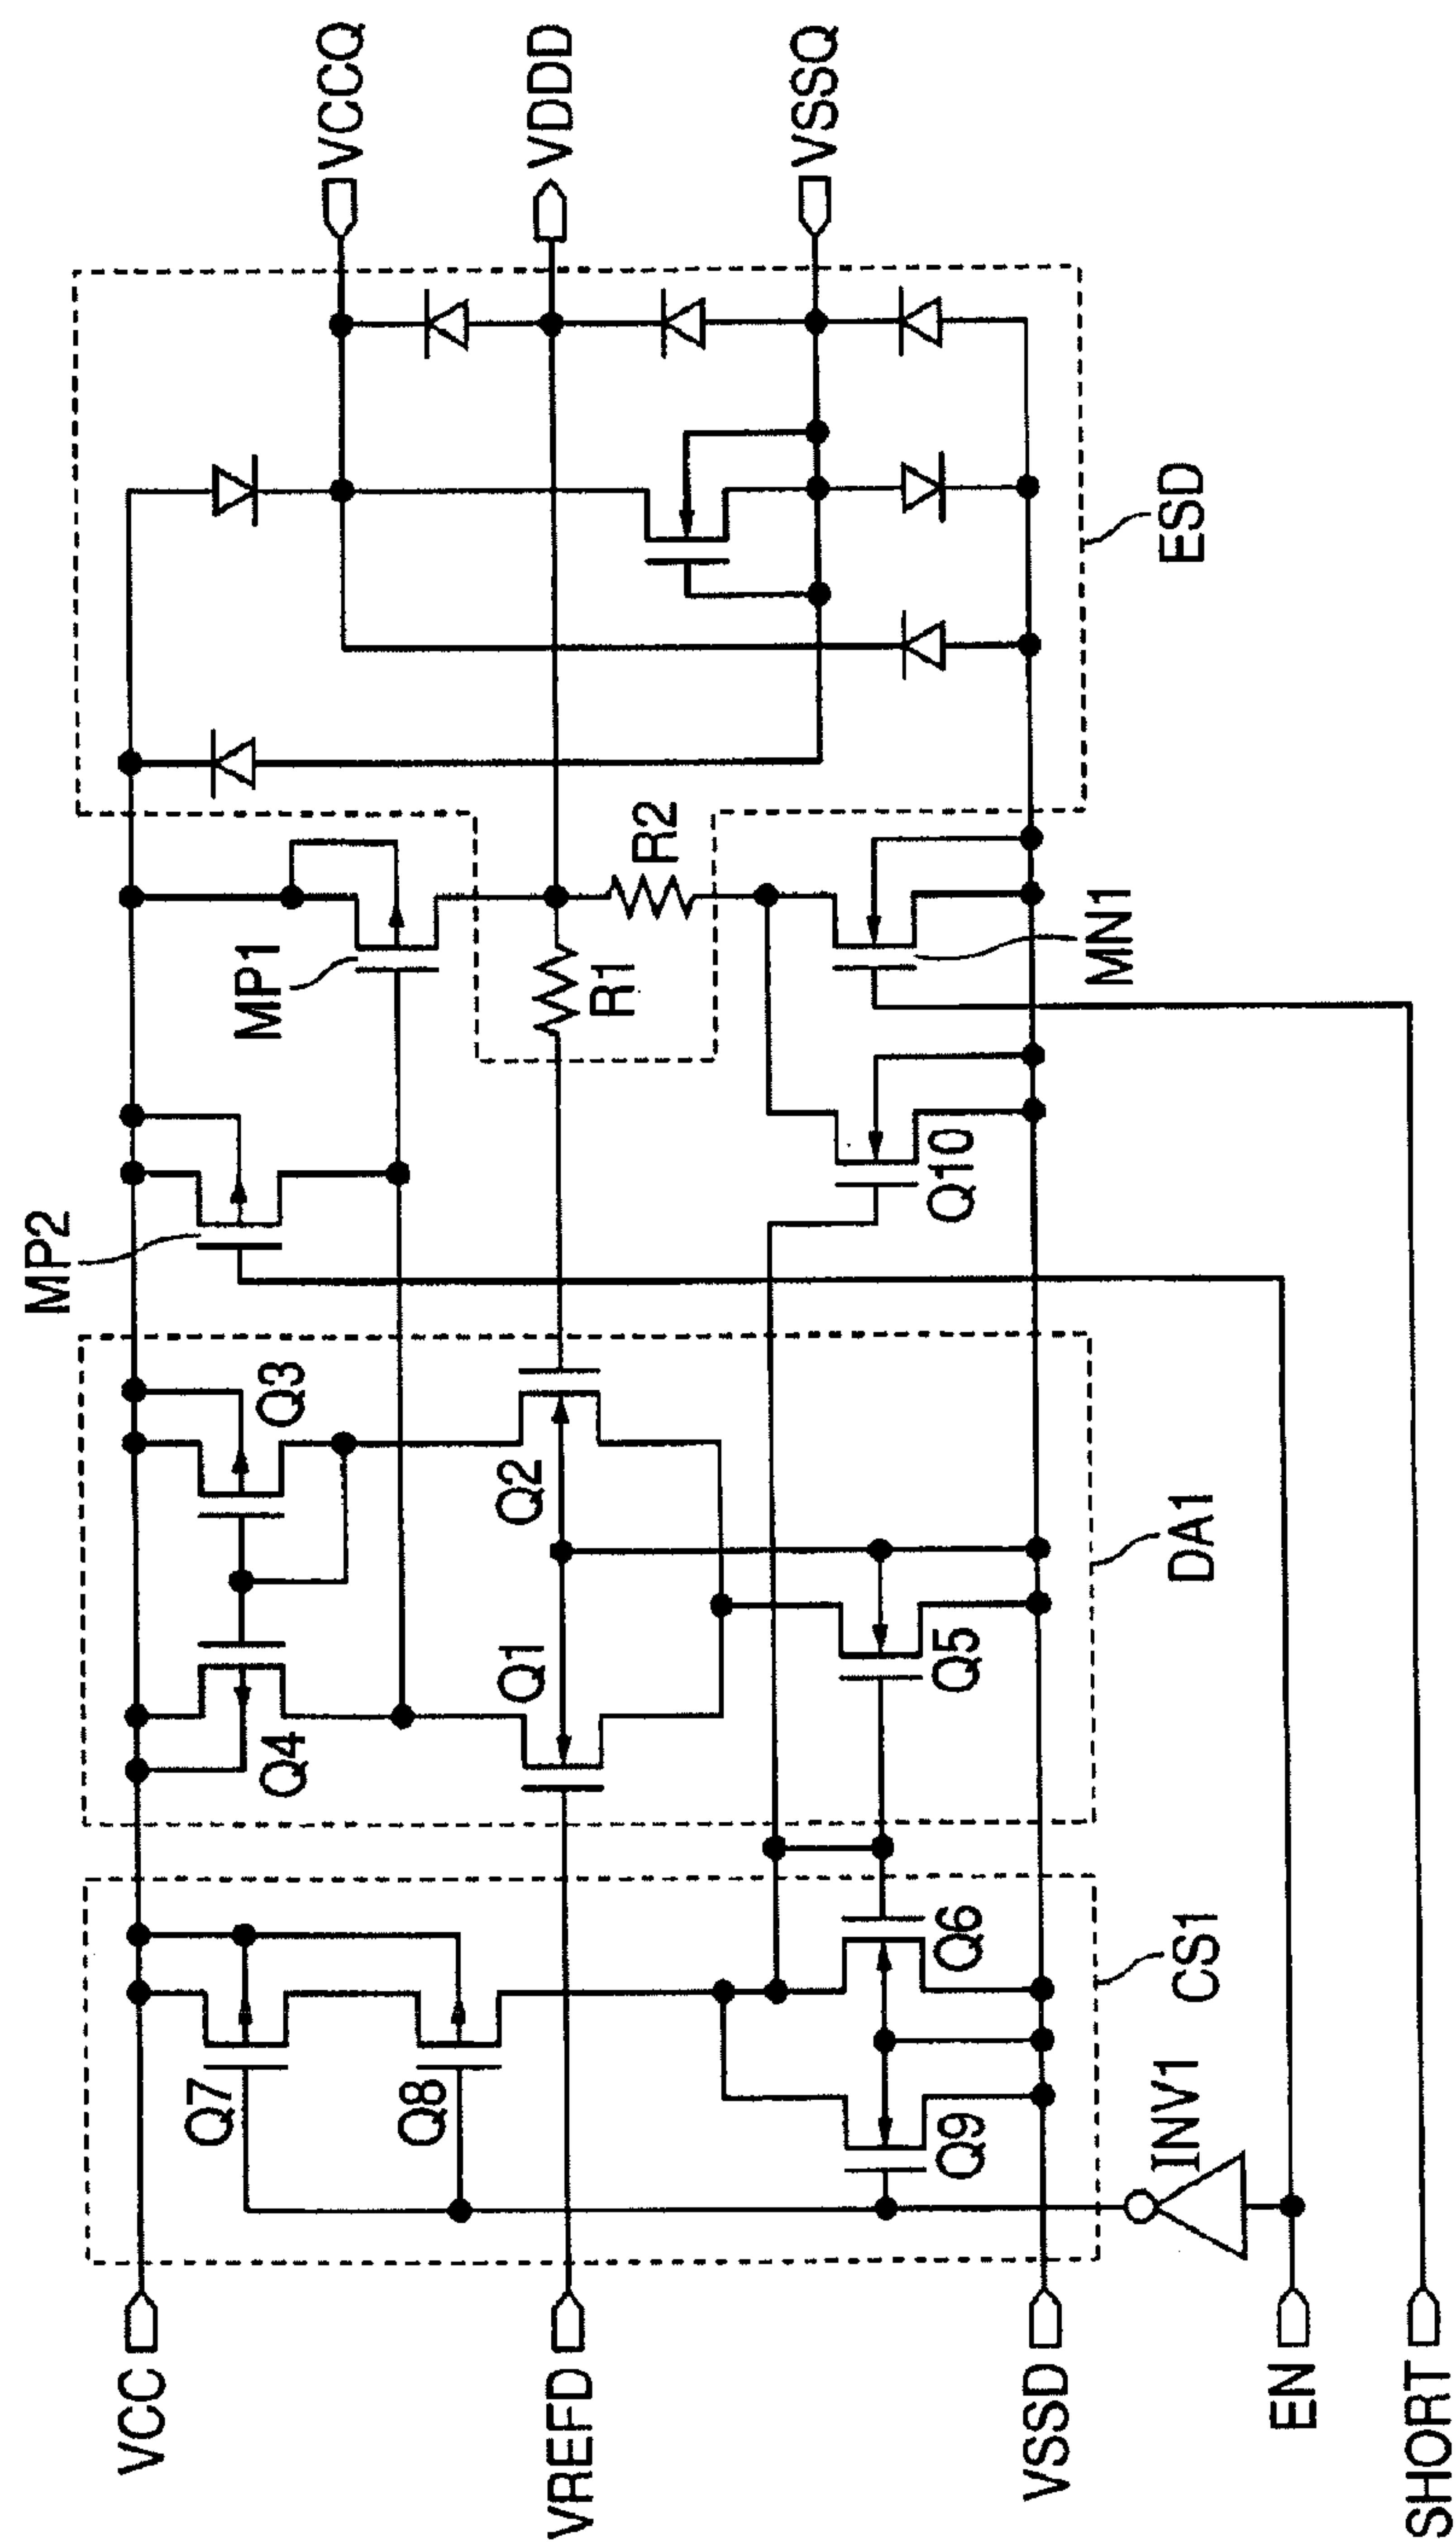 VCC
VREFD
VSSD
EN
SHORT
Q7
Q8
Q9
Q6
INV1
CS1
Q4
Q3
Q1
Q2
Q5
DA1
MP2
MP1
R1
R2
Q10
MN1
ESD
VCCQ
VDDD
VSSQ